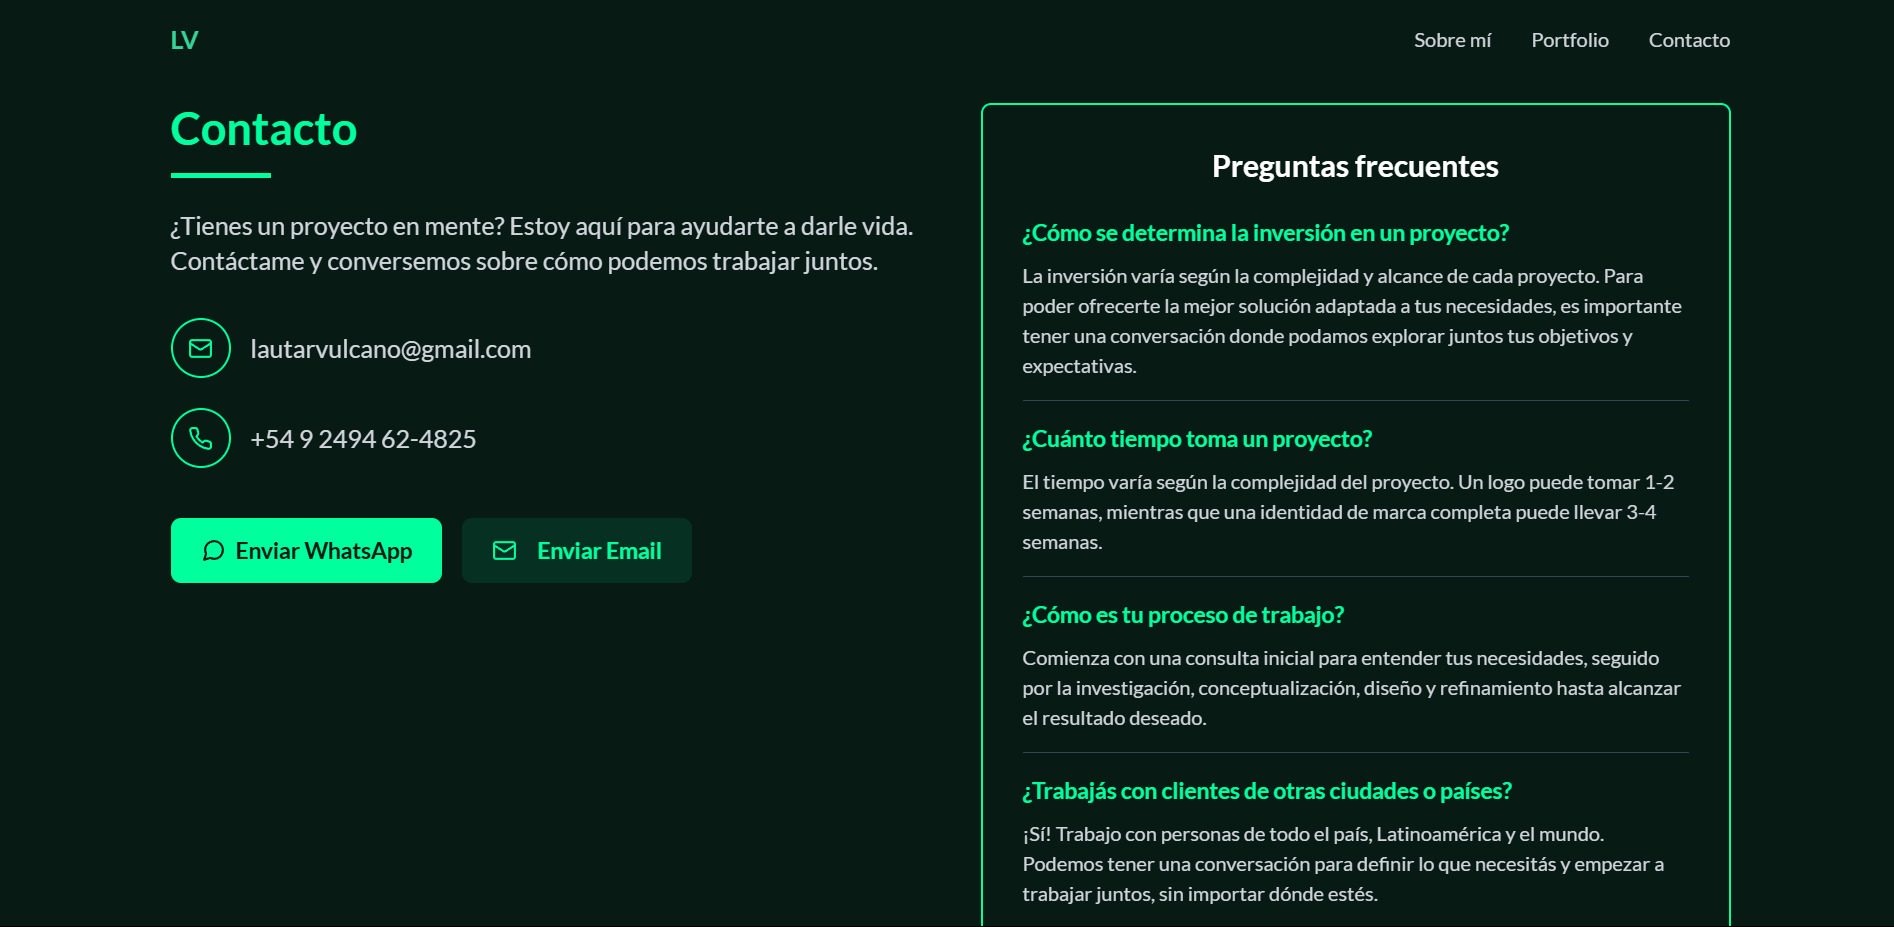 LV
Sobre mí
Portfolio
Contacto
Contacto
¿Tienes un proyecto en mente? Estoy aquí para ayudarte a darle vida.
Contáctame y conversemos sobre cómo podemos trabajar juntos.
lautarvulcano@gmail.com
+54 9 2494 62-4825
Enviar WhatsApp
Enviar Email
Preguntas frecuentes
¿Cómo se determina la inversión en un proyecto?
La inversión varía según la complejidad y alcance de cada proyecto. Para
poder ofrecerte la mejor solución adaptada a tus necesidades, es importante
tener una conversación donde podamos explorar juntos tus objetivos y
expectativas.
¿Cuánto tiempo toma un proyecto?
El tiempo varía según la complejidad del proyecto. Un logo puede tomar 1-2
semanas, mientras que una identidad de marca completa puede llevar 3-4
semanas.
¿Cómo es tu proceso de trabajo?
Comienza con una consulta inicial para entender tus necesidades, seguido
por la investigación, conceptualización, diseño y refinamiento hasta alcanzar
el resultado deseado.
¿Trabajás con clientes de otras ciudades o países?
¡Sí! Trabajo con personas de todo el país, Latinoamérica y el mundo.
Podemos tener una conversación para definir lo que necesitás y empezar a
trabajar juntos, sin importar dónde estés.